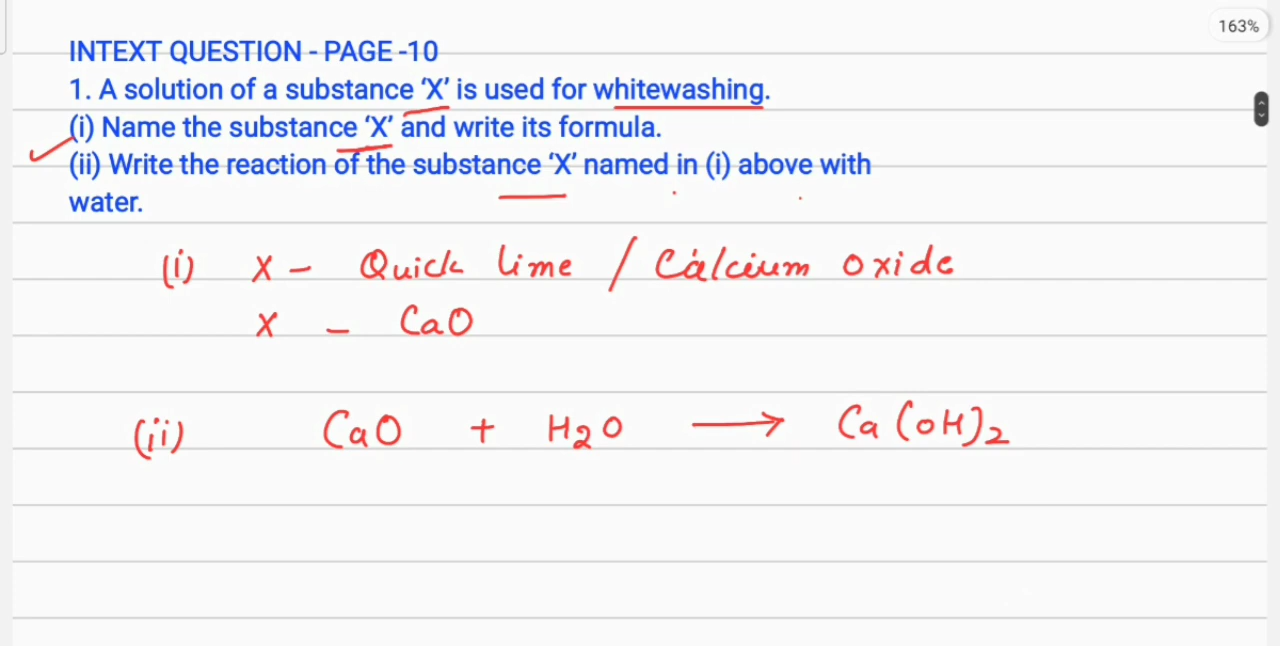 163%
INTEXT QUESTION - PAGE -10
1. A solution of a substance ‘X’ is used for whitewashing.
(i) Name the substance ‘X’ and write its formula.
(ii) Write the reaction of the substance ‘X’ named in (i) above with
water.
(i) X - Quick lime / Calcium oxide
X - CaO
(ii) CaO + H2O → Ca(OH)2